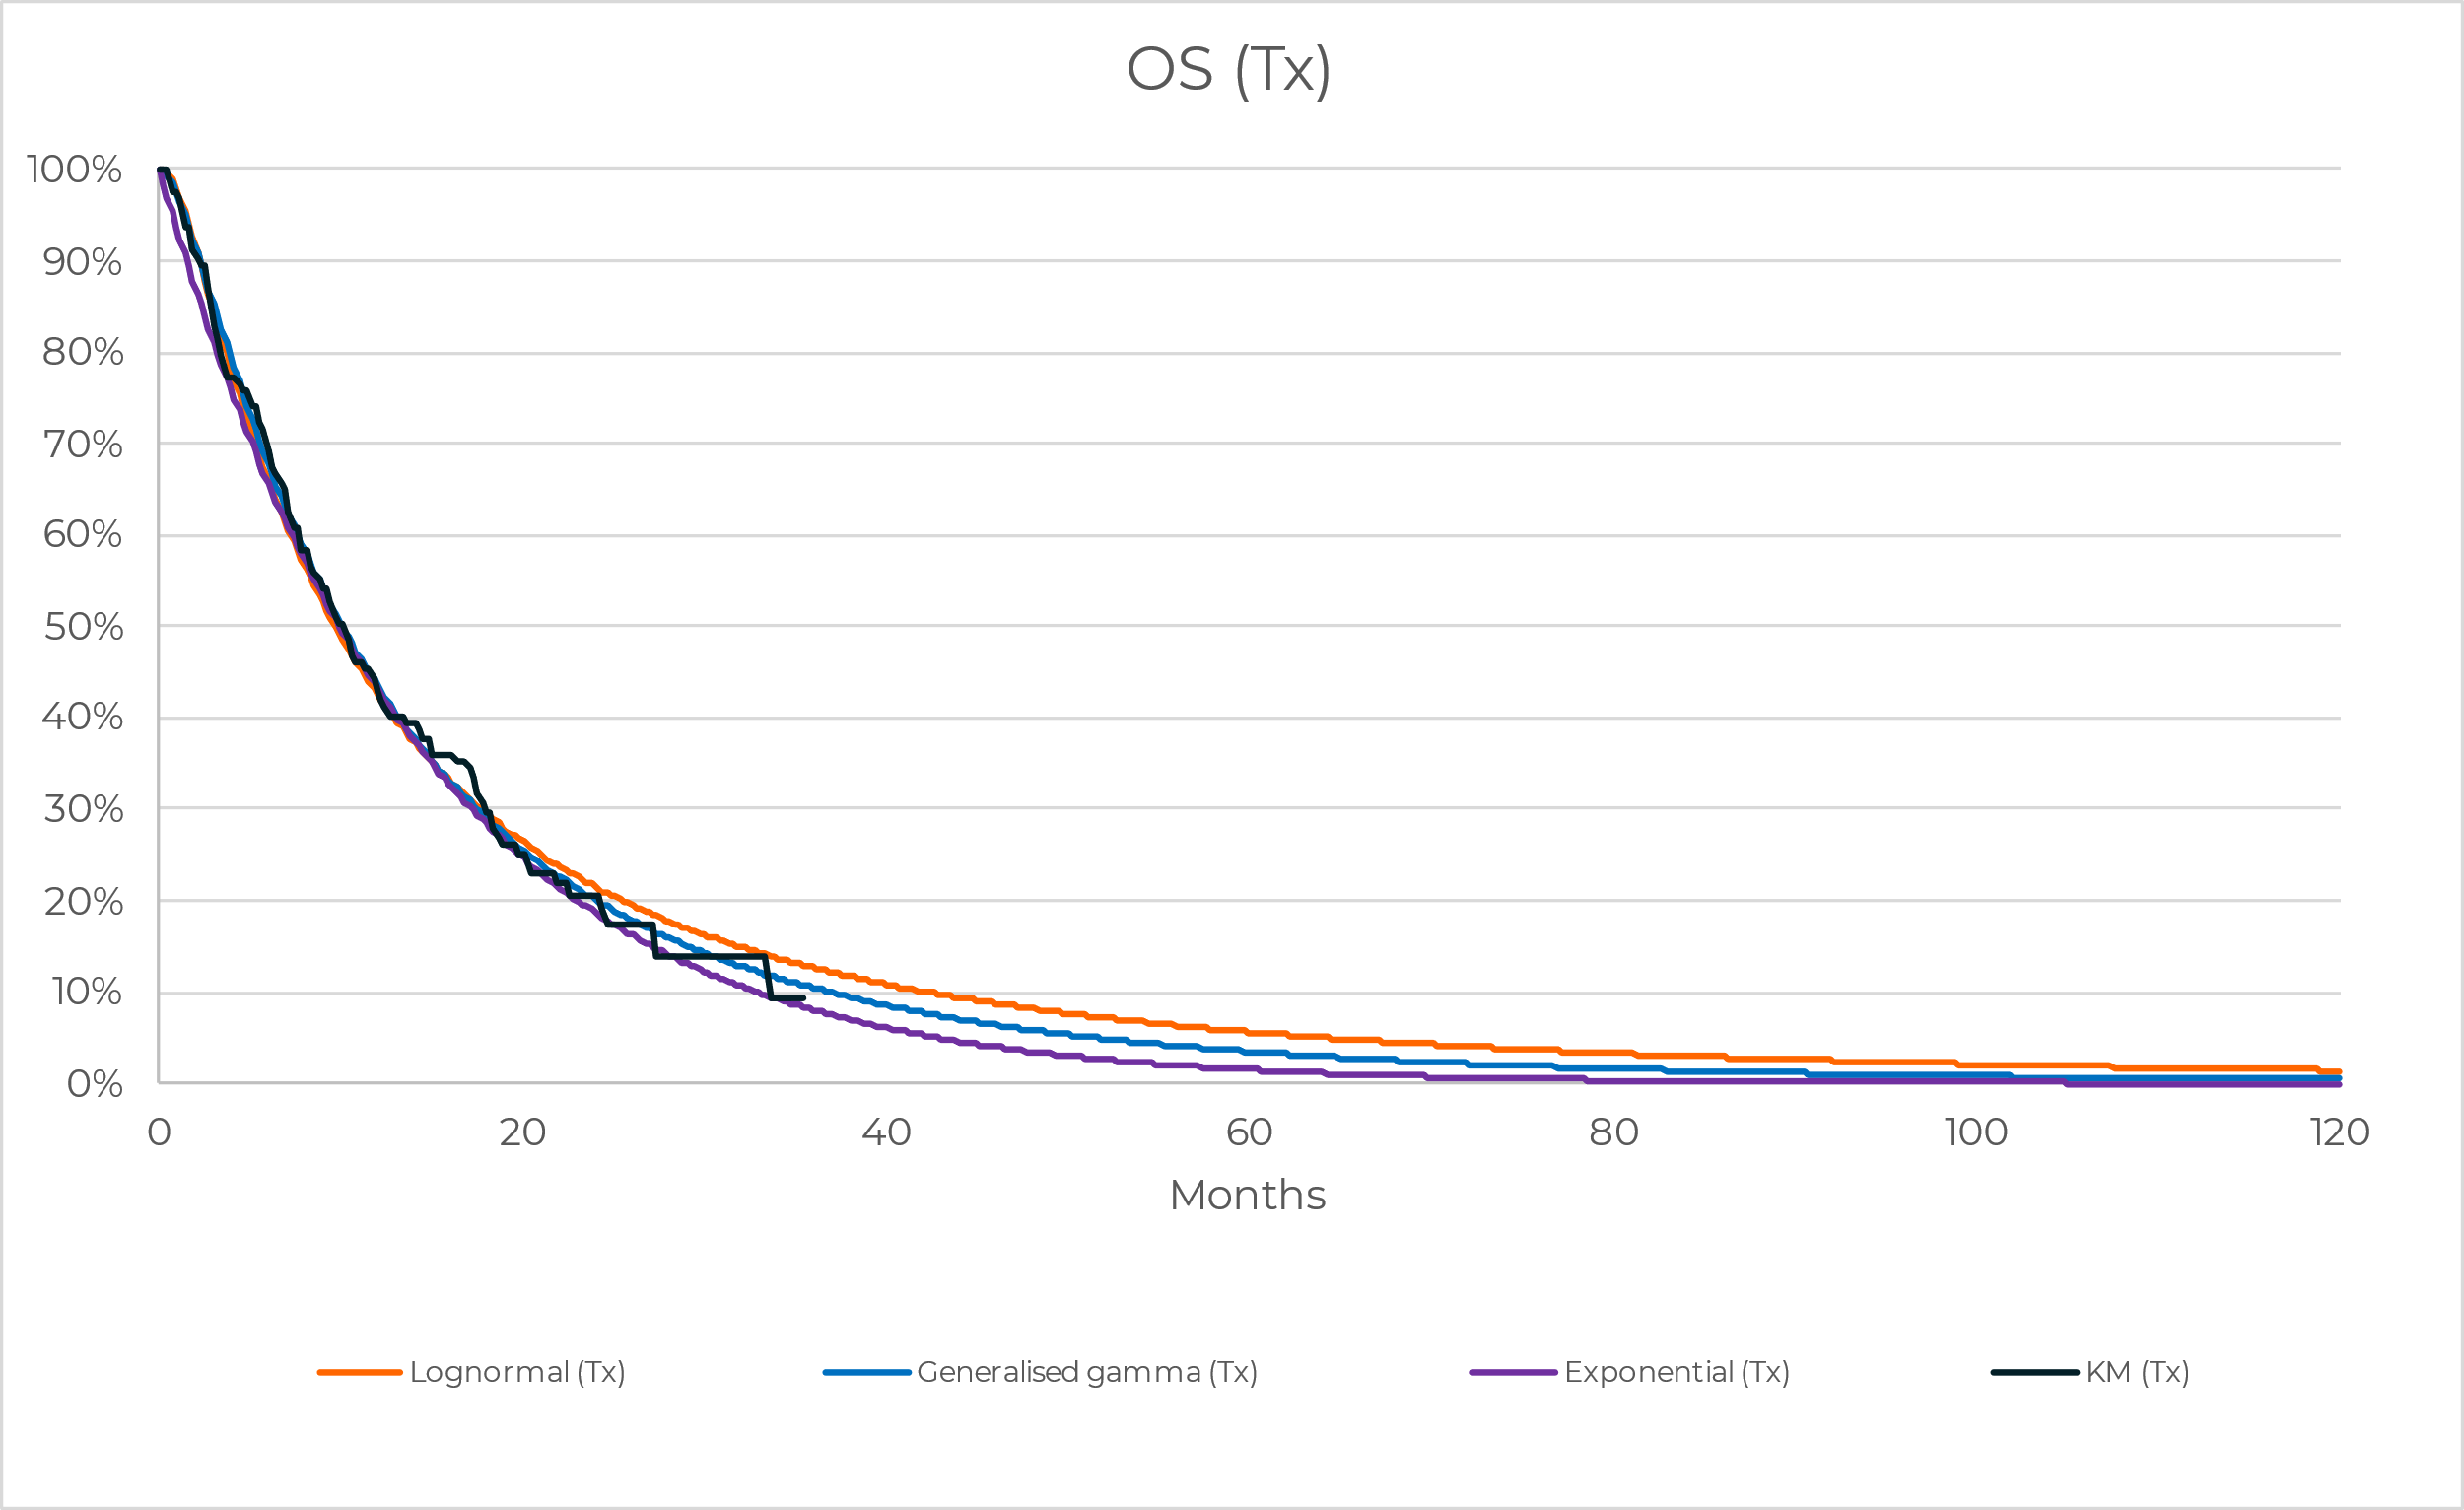 OS (Tx)
100%
90%
80%
70%
60%
50%
40%
30%
20%
10%
0%
0 20 40 60 80 100 120
Months
Lognormal (Tx) Generalised gamma (Tx) Exponential (Tx) KM (Tx)